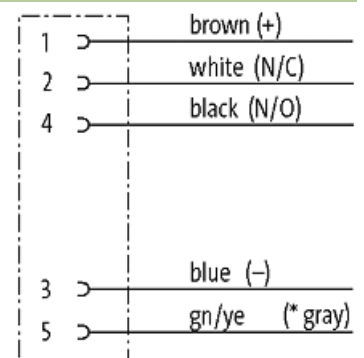 1 brown (+)
2 white (N/C)
4 black (N/O)
3 blue (–)
5 gn/ye (* gray)